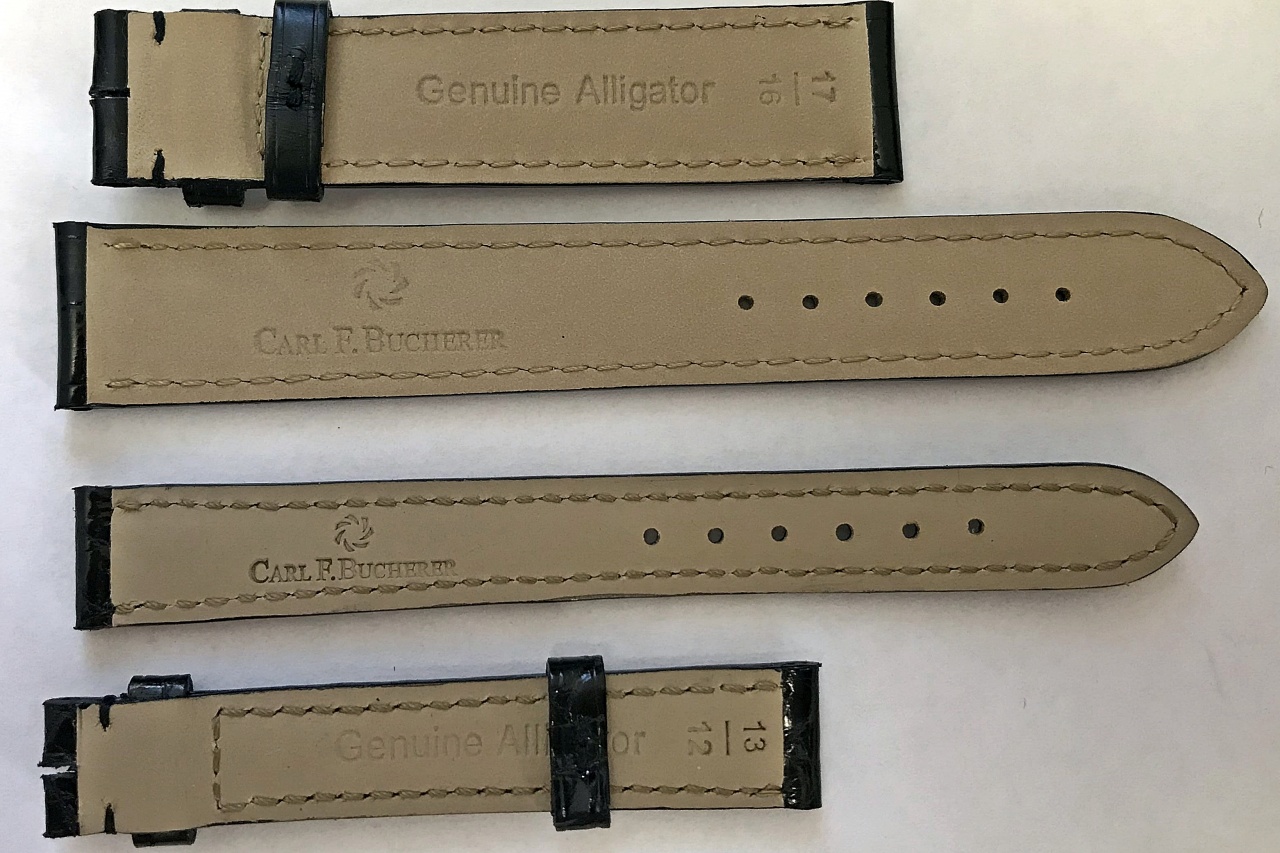 Genuine Alligator
17
16
CARL F. BUCHERER
CARL F. BUCHERER
Genuine Alligator
13
12